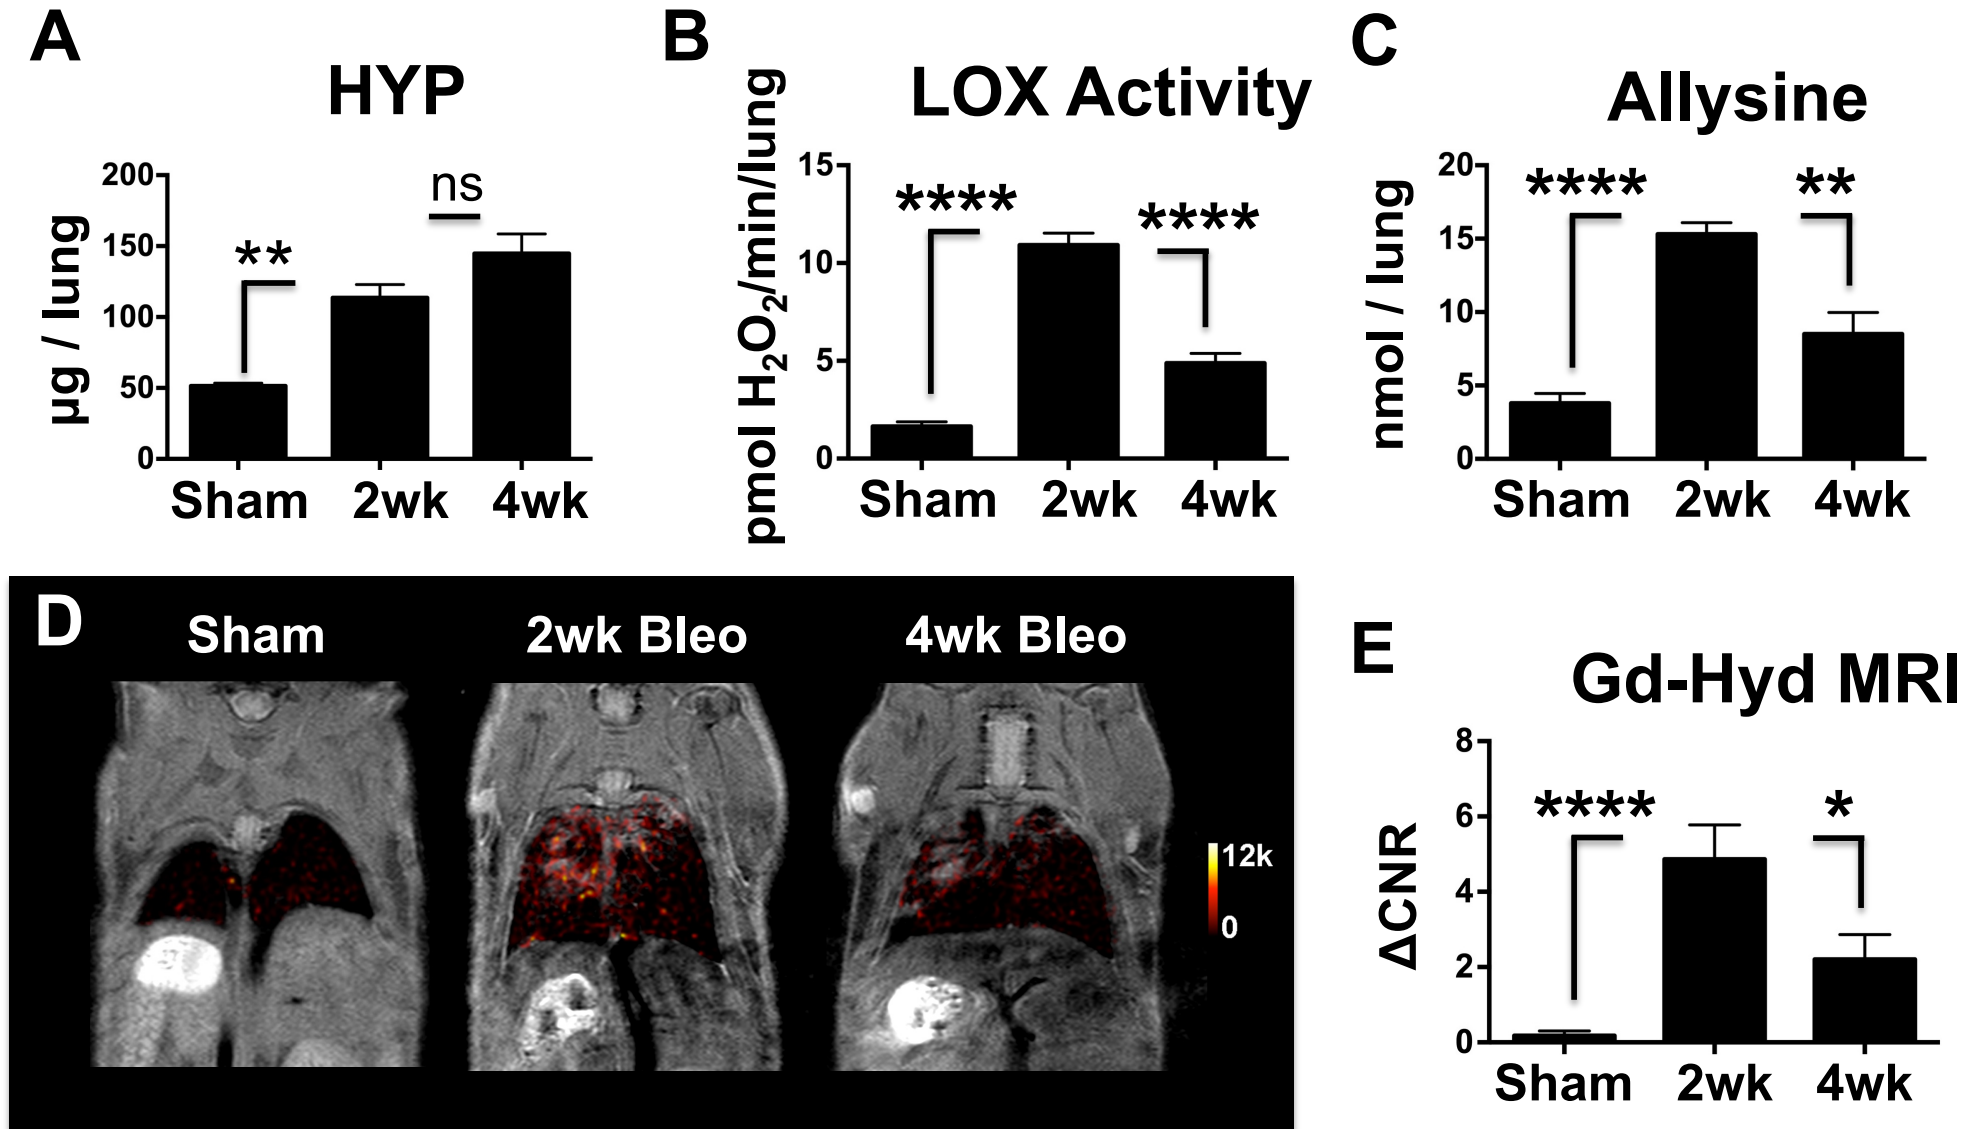 A
HYP
µg / lung
200
150
100
50
0
**
ns
Sham 2wk 4wk
B
LOX Activity
pmol H₂O₂/min/lung
15
10
5
0
****
****
Sham 2wk 4wk
C
Allysine
nmol / lung
20
15
10
5
0
****
**
Sham 2wk 4wk
D
Sham 2wk Bleo 4wk Bleo
12k
0
E
Gd-Hyd MRI
ΔCNR
8
6
4
2
0
****
*
Sham 2wk 4wk